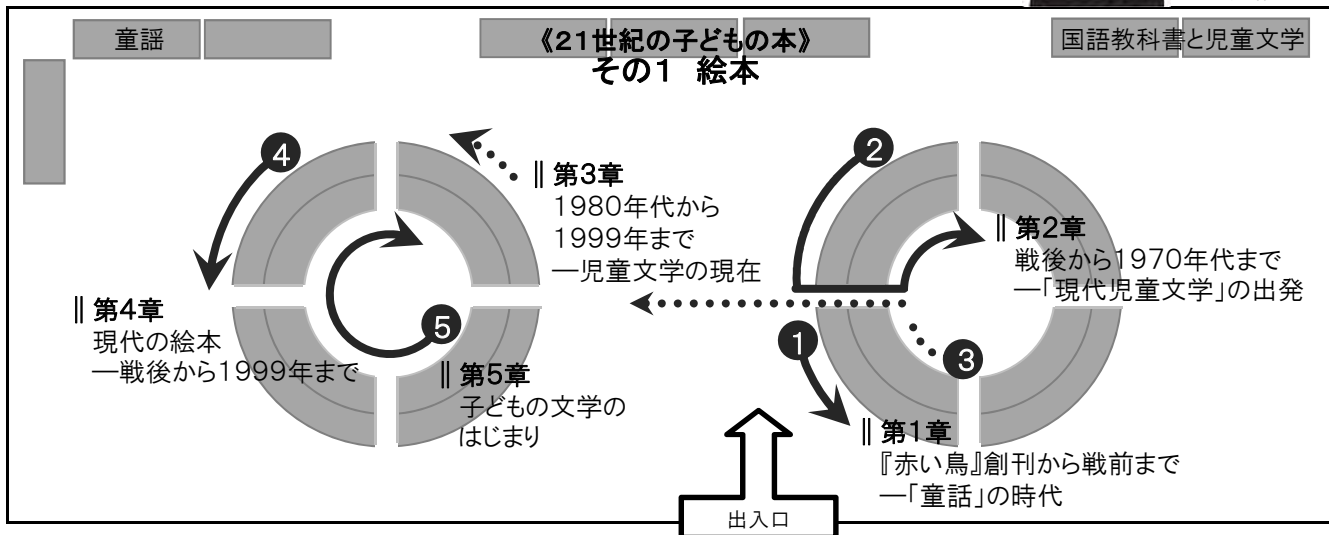 童謡
《21世紀の子どもの本》
その1 絵本
国語教科書と児童文学
4
2
‖ 第3章
1980年代から
1999年まで
―児童文学の現在
‖ 第2章
戦後から1970年代まで
―「現代児童文学」の出発
‖ 第4章
現代の絵本
―戦後から1999年まで
5
‖ 第5章
子どもの文学の
はじまり
1
3
‖ 第1章
『赤い鳥』創刊から戦前まで
―「童話」の時代
出入口